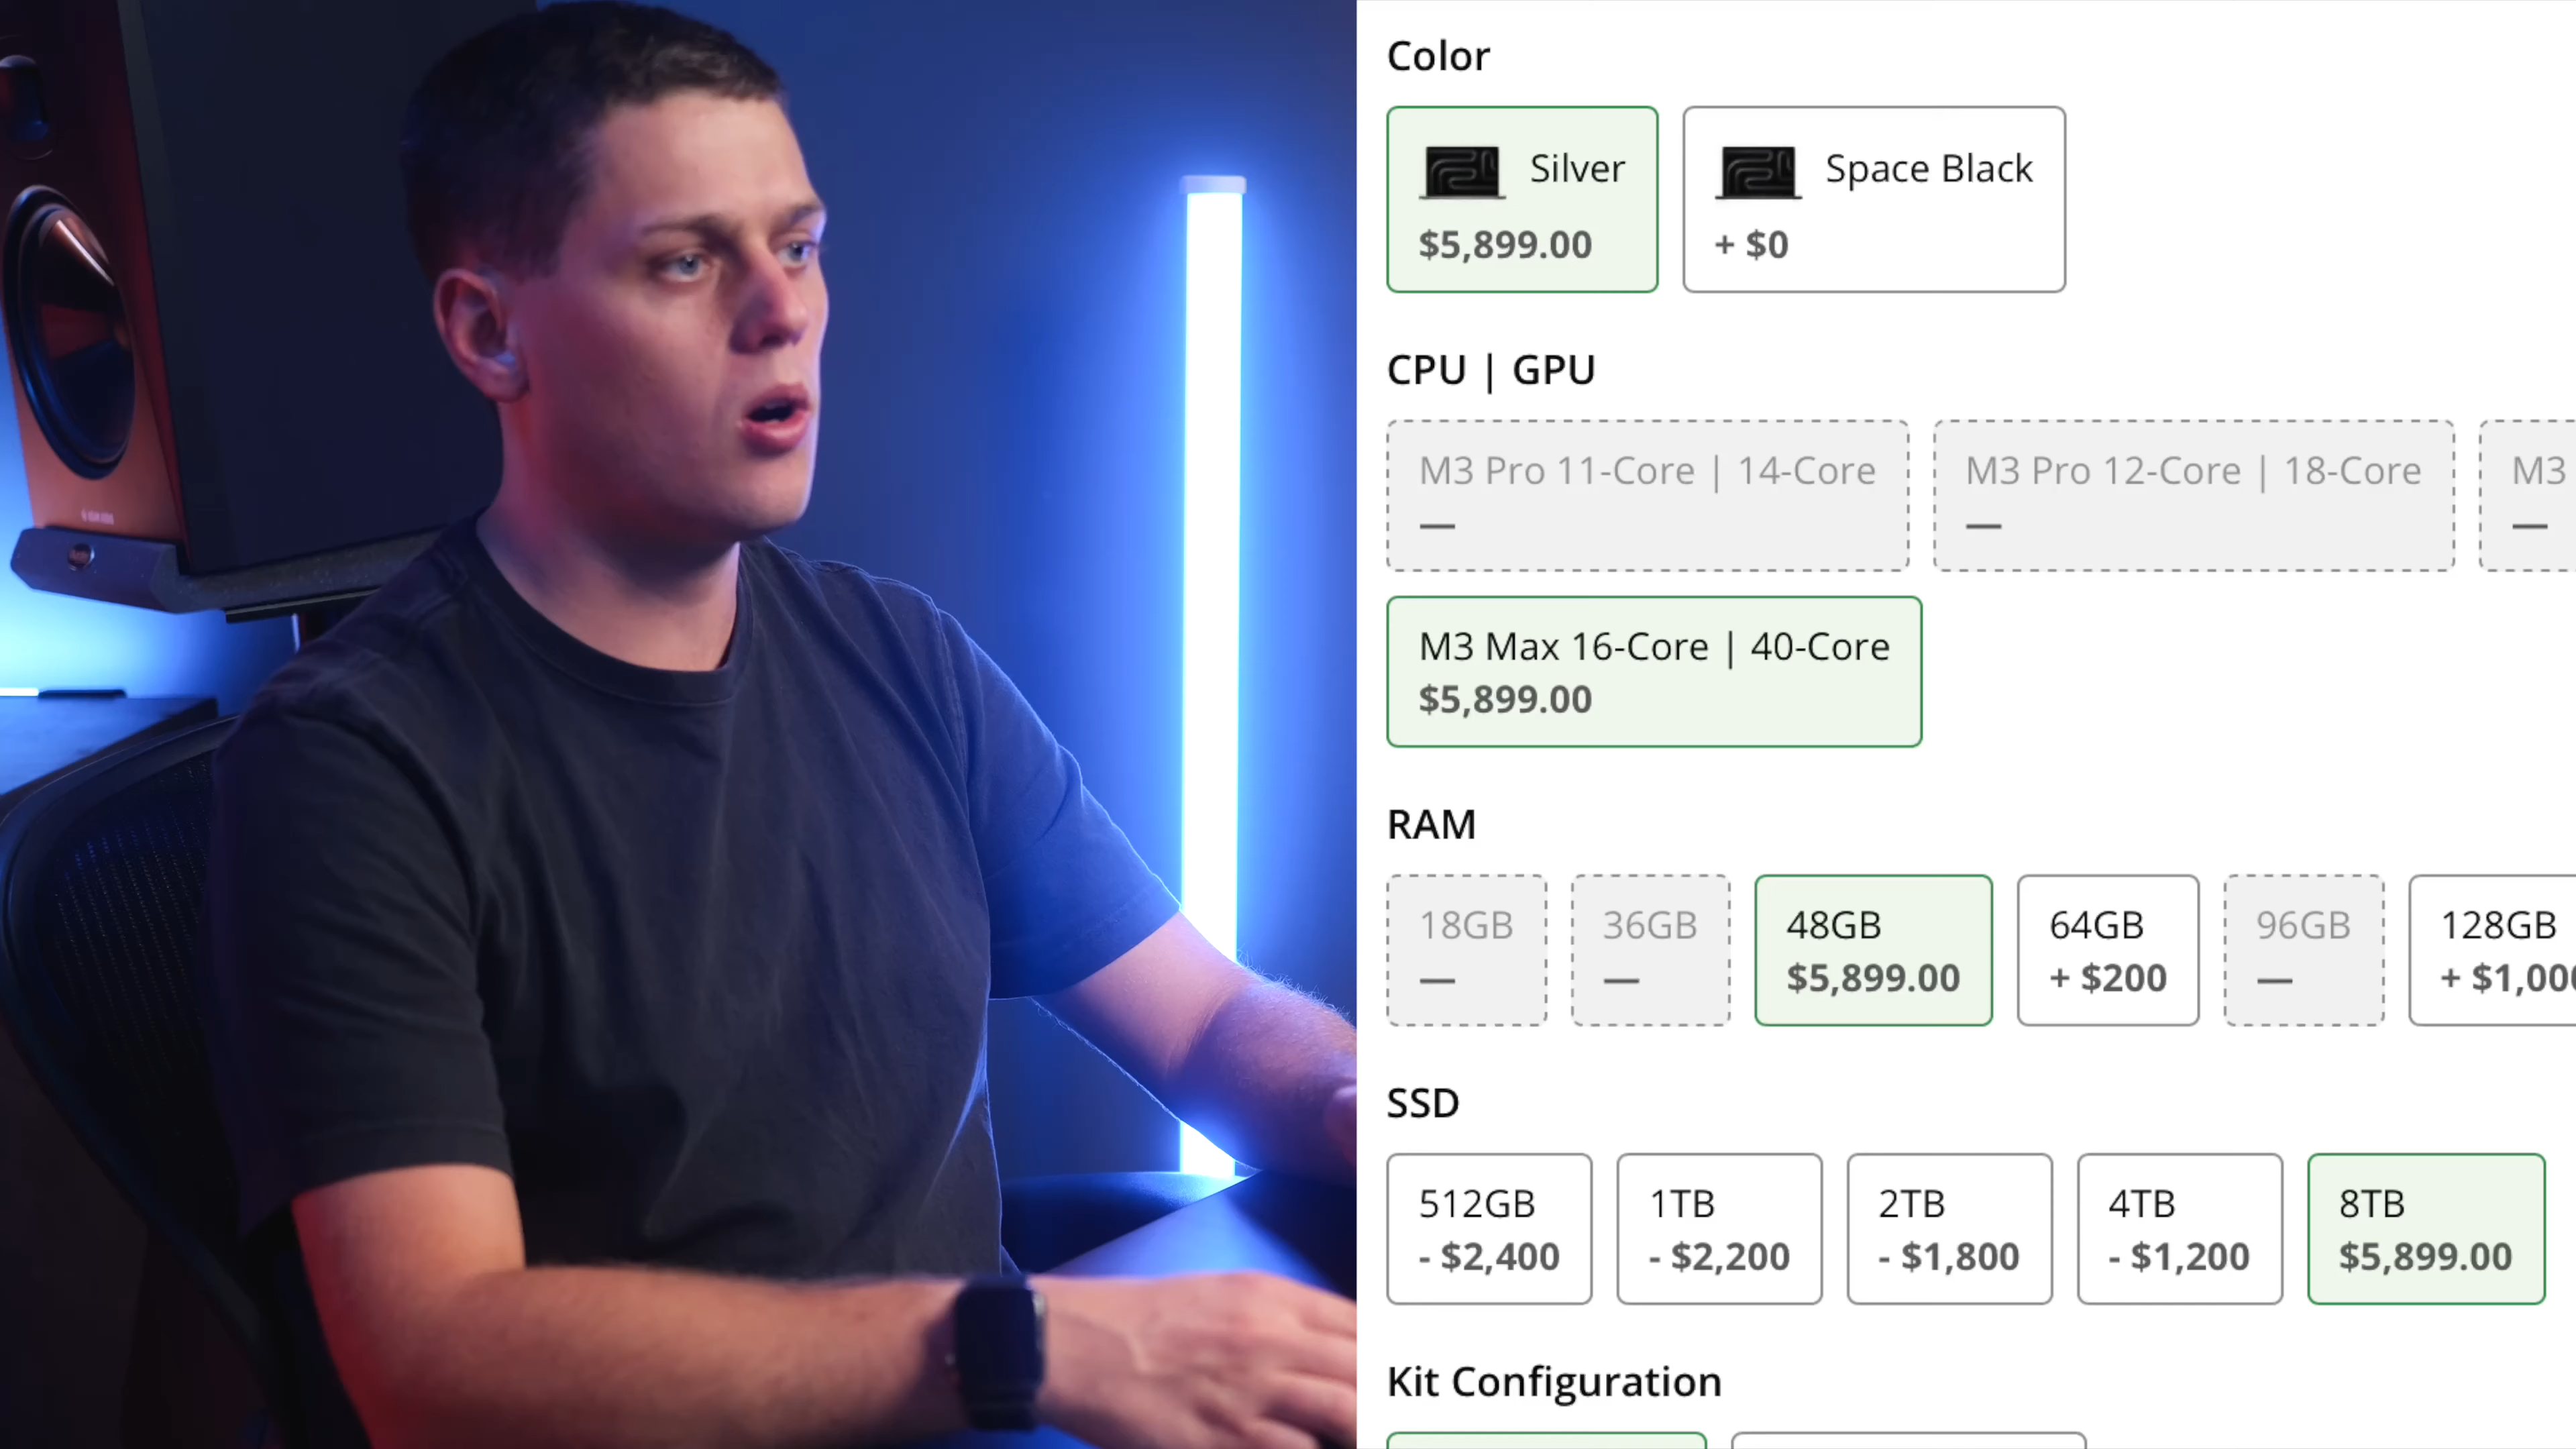 Color
Silver
$5,899.00
Space Black
+ $0
CPU | GPU
M3 Pro 11-Core | 14-Core
—
M3 Pro 12-Core | 18-Core
—
M3
—
M3 Max 16-Core | 40-Core
$5,899.00
RAM
18GB
—
36GB
—
48GB
$5,899.00
64GB
+ $200
96GB
—
128GB
+ $1,000
SSD
512GB
- $2,400
1TB
- $2,200
2TB
- $1,800
4TB
- $1,200
8TB
$5,899.00
Kit Configuration